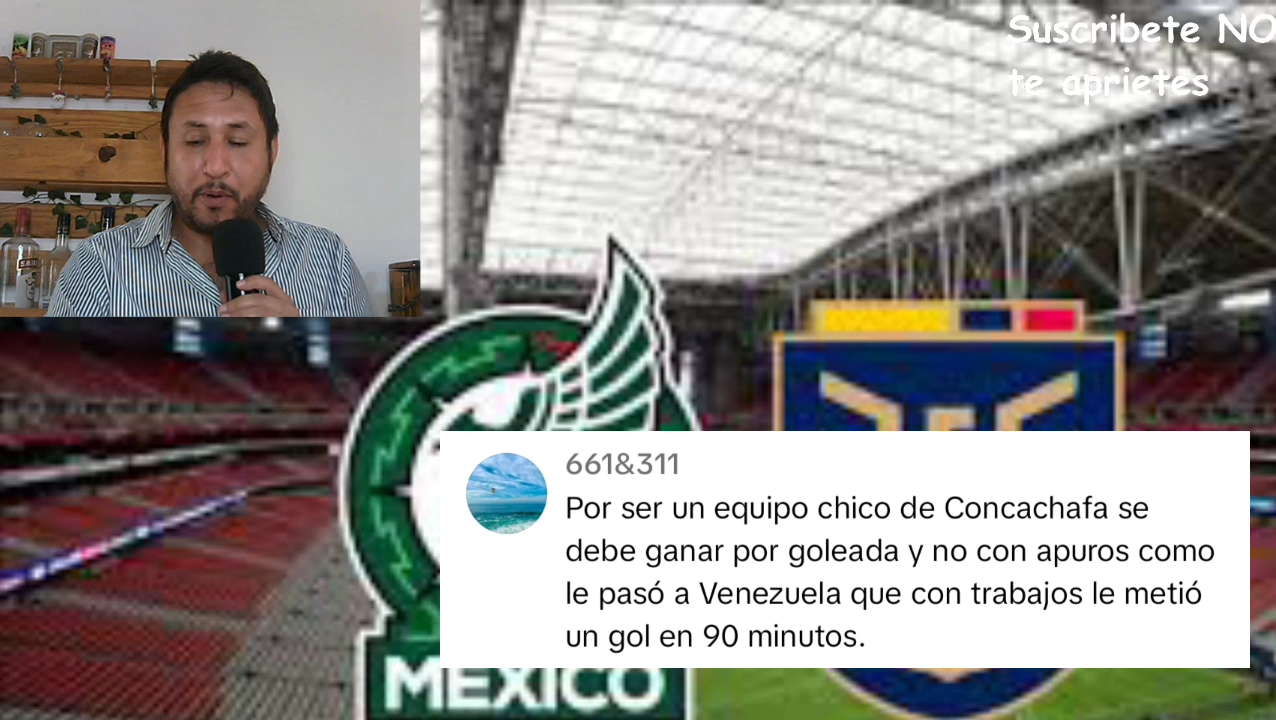 Suscribete NO
te aprietes
661&311
Por ser un equipo chico de Concachafa se
debe ganar por goleada y no con apuros como
le pasó a Venezuela que con trabajos le metió
un gol en 90 minutos.
MEXICO